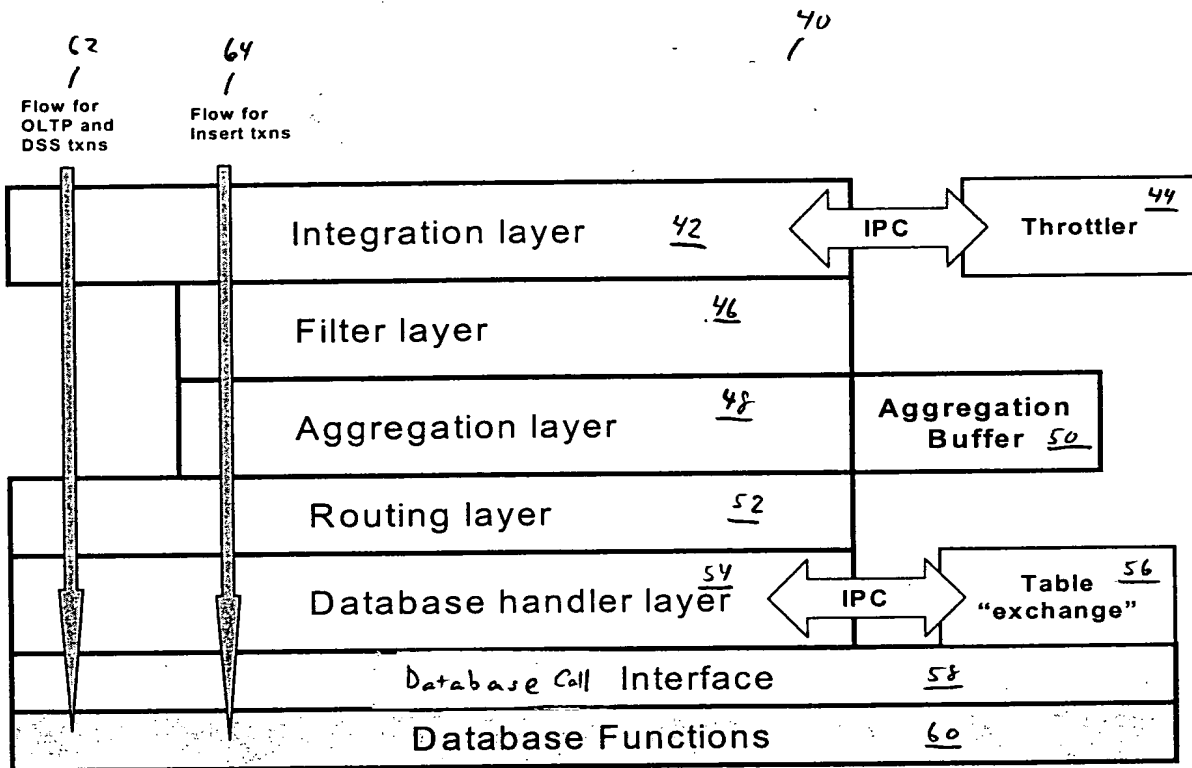 40
62
64
Flow for
OLTP and
DSS txns
Flow for
Insert txns
Integration layer 42
IPC
Throttler 44
Filter layer 46
Aggregation layer 48
Aggregation
Buffer 50
Routing layer 52
Database handler layer 54
IPC
Table 56
“exchange”
Database Call Interface 58
Database Functions 60